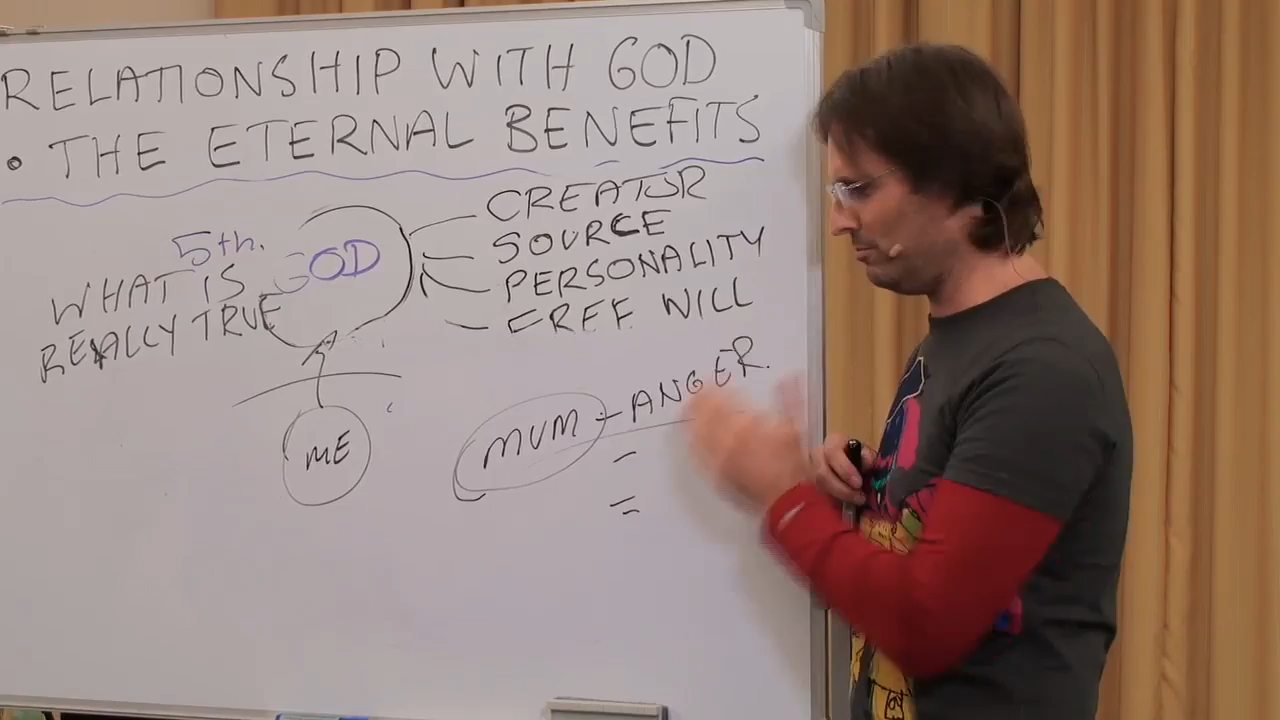 RELATIONSHIP WITH GOD
• THE ETERNAL BENEFITS
5th.
WHAT IS
REALLY TRUE
GOD
CREATOR
SOURCE
PERSONALITY
FREE WILL
ME
MUM - ANGER.